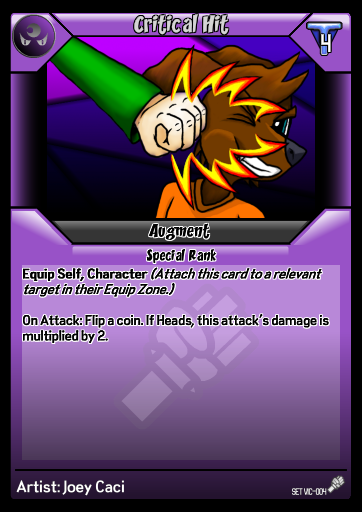 Critical Hit
4
Augment
Special Rank
Equip Self, Character (Attach this card to a relevant
target in their Equip Zone.)
On Attack: Flip a coin. If Heads, this attack's damage is
multiplied by 2.
Artist: Joey Caci
SET VIC-004